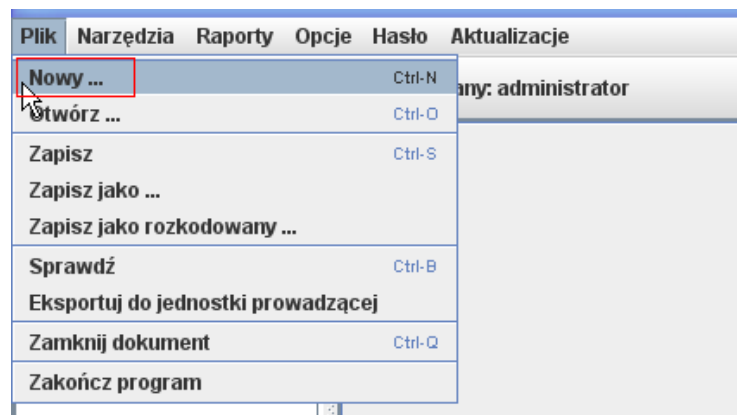 Plik Narzędzia Raporty Opcje Hasło Aktualizacje
Nowy ... Ctrl-N
any: administrator
Otwórz ... Ctrl-O
Zapisz Ctrl-S
Zapisz jako ...
Zapisz jako rozkodowany ...
Sprawdź Ctrl-B
Eksportuj do jednostki prowadzącej
Zamknij dokument Ctrl-Q
Zakończ program